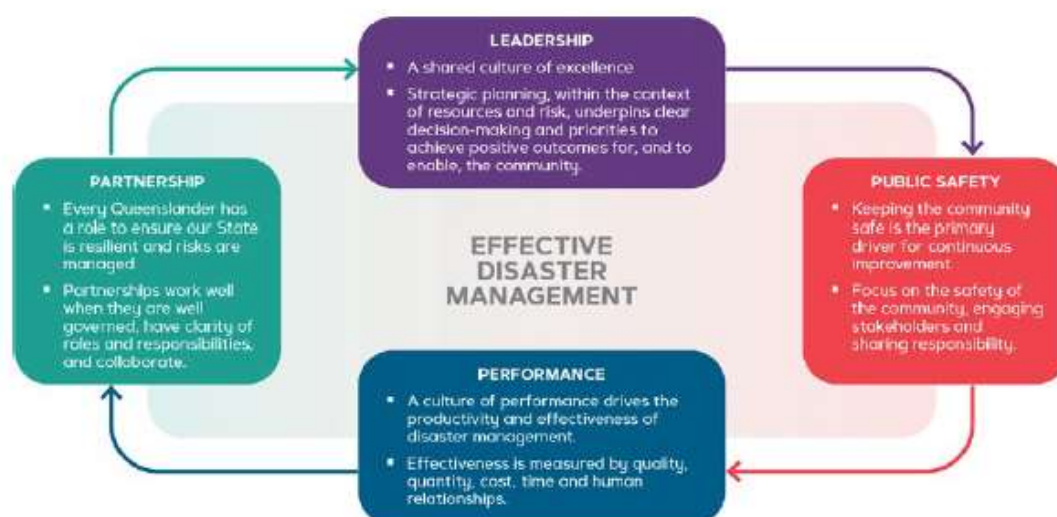 LEADERSHIP
▪ A shared culture of excellence
▪ Strategic planning, within the context
of resources and risk, underpins clear
decision-making and priorities to
achieve positive outcomes for, and to
enable, the community.
PARTNERSHIP
▪ Every Queenslander has
a role to ensure our State
is resilient and risks are
managed
▪ Partnerships work well
when they are well
governed, have clarity of
roles and responsibilities,
and collaborate.
EFFECTIVE
DISASTER
MANAGEMENT
PUBLIC SAFETY
▪ Keeping the community
safe is the primary
driver for continuous
improvement
▪ Focus on the safety of
the community, engaging
stakeholders and
sharing responsibility.
PERFORMANCE
▪ A culture of performance drives the
productivity and effectiveness of
disaster management.
▪ Effectiveness is measured by quality,
quantity, cost, time and human
relationships.